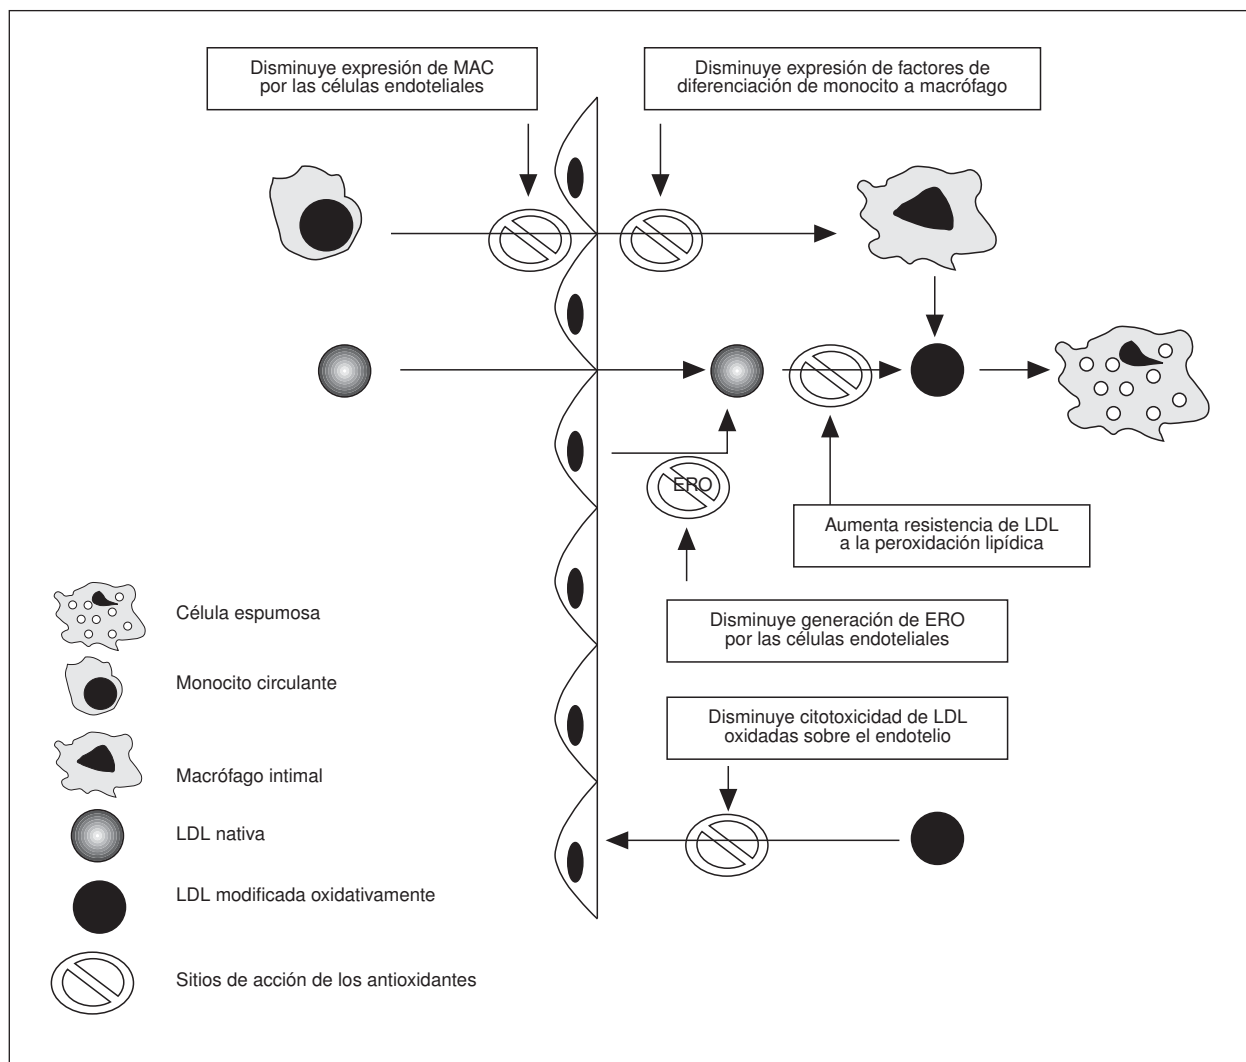 Disminuye expresión de MAC
por las células endoteliales
Disminuye expresión de factores de
diferenciación de monocito a macrófago
ERO
Aumenta resistencia de LDL
a la peroxidación lipídica
Disminuye generación de ERO
por las células endoteliales
Disminuye citotoxicidad de LDL
oxidadas sobre el endotelio
Célula espumosa
Monocito circulante
Macrófago intimal
LDL nativa
LDL modificada oxidativamente
Sitios de acción de los antioxidantes